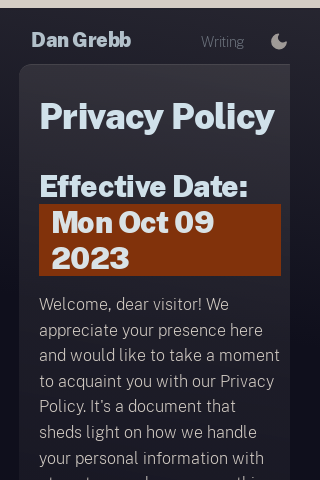 Dan Grebb
Writing
Privacy Policy
Effective Date:
Mon Oct 09
2023
Welcome, dear visitor! We
appreciate your presence here
and would like to take a moment
to acquaint you with our Privacy
Policy. It's a document that
sheds light on how we handle
your personal information with